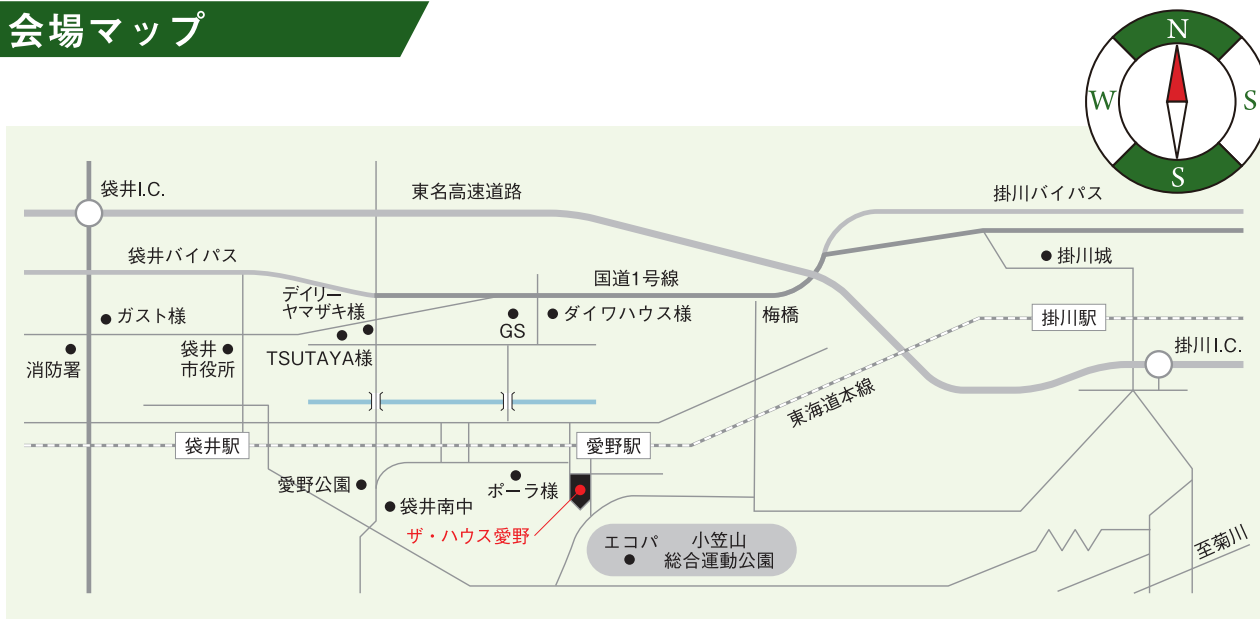 会場マップ
N
W
S
S
袋井I.C.
東名高速道路
掛川バイパス
袋井バイパス
国道1号線
掛川城
デイリー
ヤマザキ様
ガスト様
GS
ダイワハウス様
梅橋
掛川駅
TSUTAYA様
消防署
袋井
市役所
掛川I.C.
東海道本線
袋井駅
愛野駅
愛野公園
袋井南中
ポーラ様
ザ・ハウス愛野
エコパ
小笠山
総合運動公園
至菊川